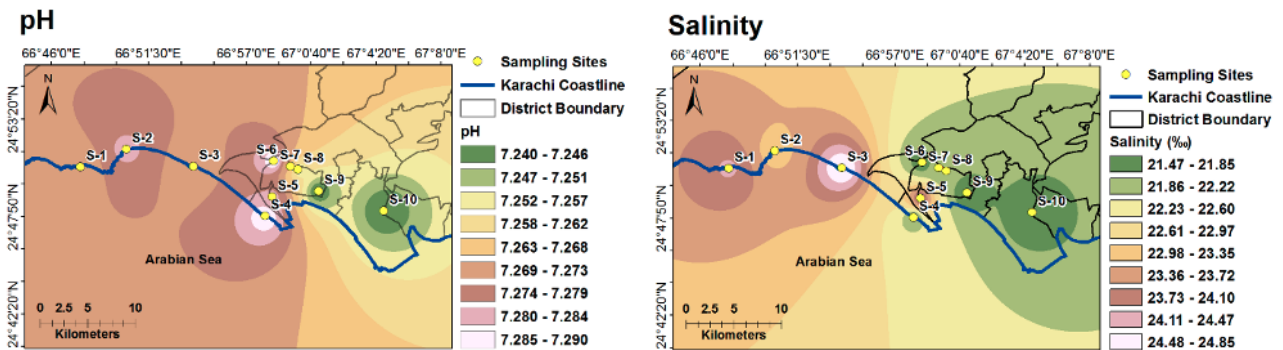 pH
66°46'0"E 66°51'30"E 66°57'0"E 67°0'40"E 67°4'20"E 67°8'0"E
24°53'20"N
24°47'50"N
24°42'20"N
N
S-1
S-2
S-3
S-6
S-7
S-8
S-5
S-4
S-9
S-10
Arabian Sea
0 2.5 5 10
Kilometers
Sampling Sites
Karachi Coastline
District Boundary
pH
7.240 - 7.246
7.247 - 7.251
7.252 - 7.257
7.258 - 7.262
7.263 - 7.268
7.269 - 7.273
7.274 - 7.279
7.280 - 7.284
7.285 - 7.290
Salinity
66°46'0"E 66°51'30"E 66°57'0"E 67°0'40"E 67°4'20"E 67°8'0"E
24°53'20"N
24°47'50"N
24°42'20"N
N
S-1
S-2
S-3
S-6
S-7
S-8
S-5
S-4
S-9
S-10
Arabian Sea
0 2.5 5 10
Kilometers
Sampling Sites
Karachi Coastline
District Boundary
Salinity (‰)
21.47 - 21.85
21.86 - 22.22
22.23 - 22.60
22.61 - 22.97
22.98 - 23.35
23.36 - 23.72
23.73 - 24.10
24.11 - 24.47
24.48 - 24.85